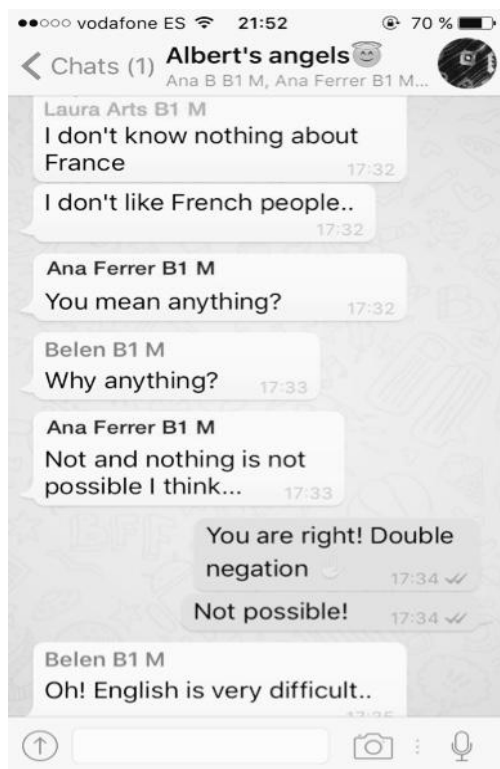 vodafone ES 21:52 70 %
Chats (1) Albert's angels
Ana B B1 M, Ana Ferrer B1 M...
Laura Arts B1 M
I don't know nothing about
France
17:32
I don't like French people..
17:32
Ana Ferrer B1 M
You mean anything?
17:32
Belen B1 M
Why anything?
17:33
Ana Ferrer B1 M
Not and nothing is not
possible I think...
17:33
You are right! Double
negation
17:34
Not possible!
17:34
Belen B1 M
Oh! English is very difficult..